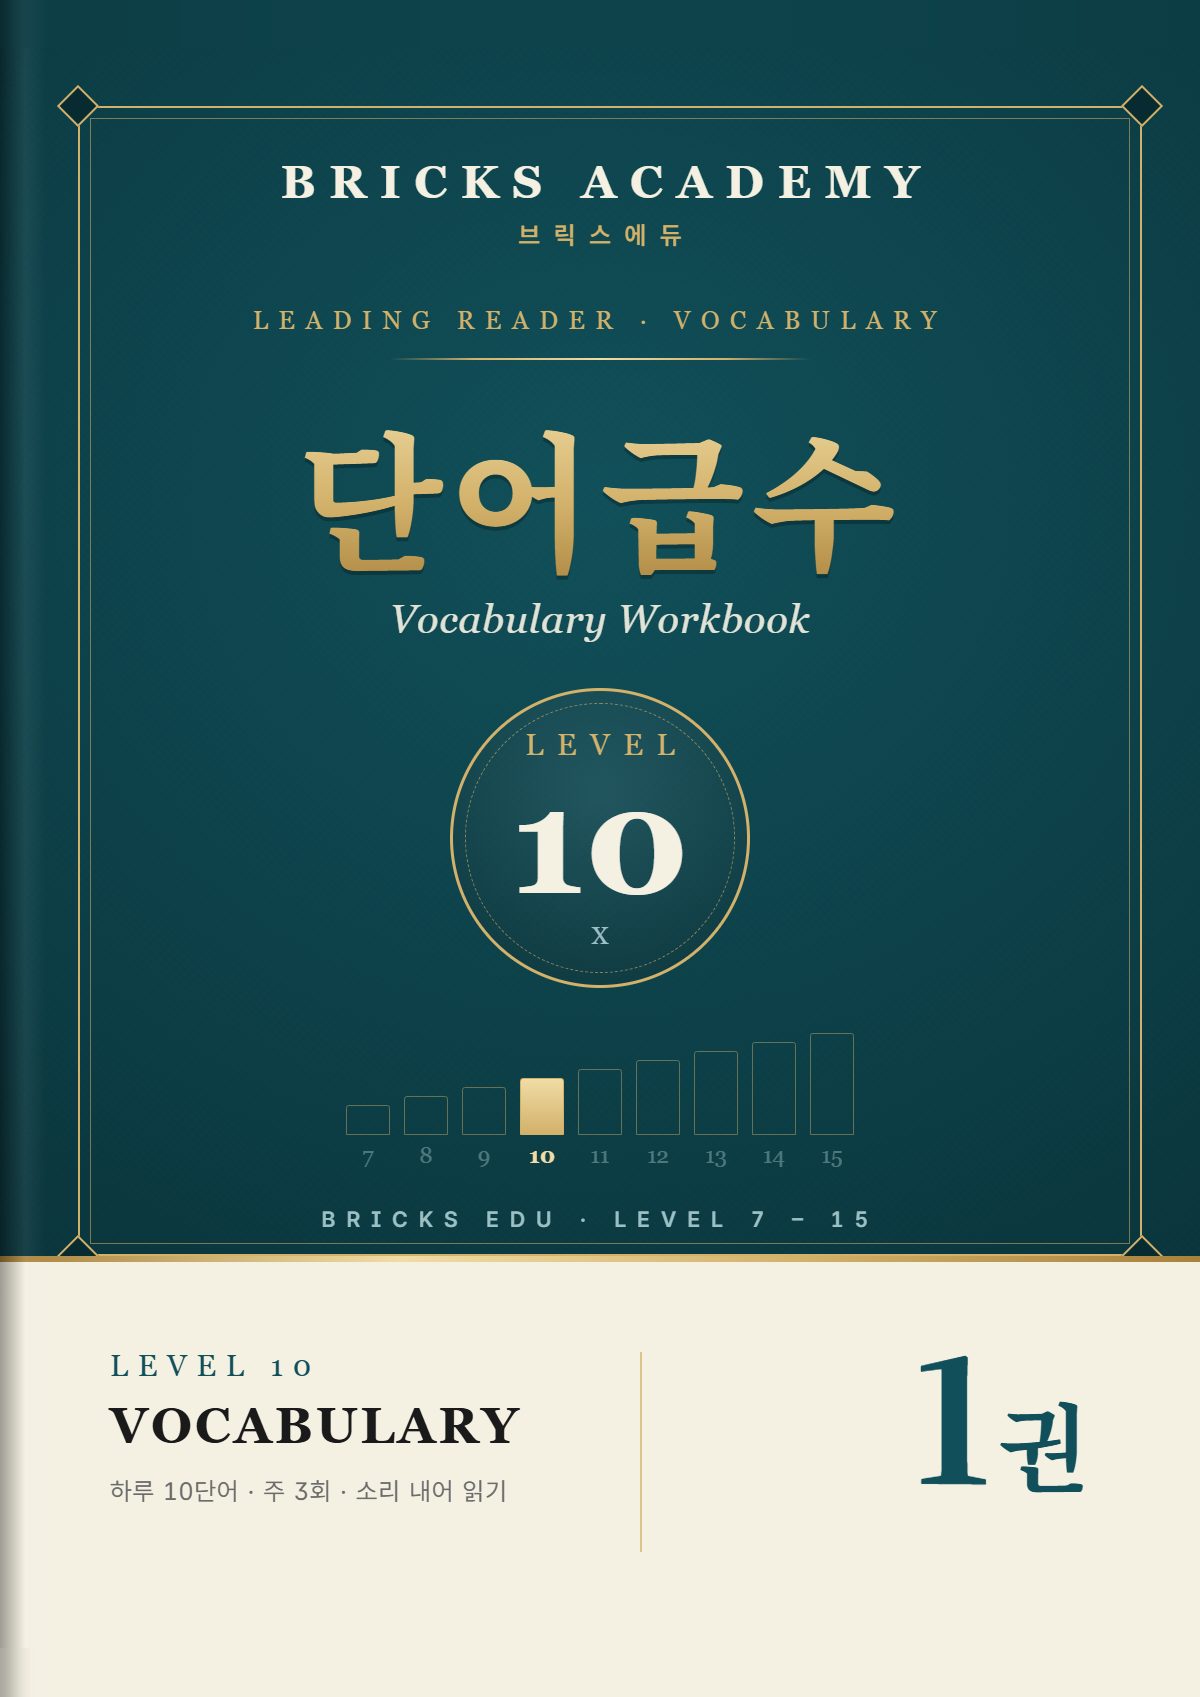 BRICKS ACADEMY
브릭스에듀
LEADING READER · VOCABULARY
단어급수
Vocabulary Workbook
LEVEL
10
X
7 8 9 10 11 12 13 14 15
BRICKS EDU · LEVEL 7 – 15
LEVEL 10
VOCABULARY
하루 10단어 · 주 3회 · 소리 내어 읽기
1권